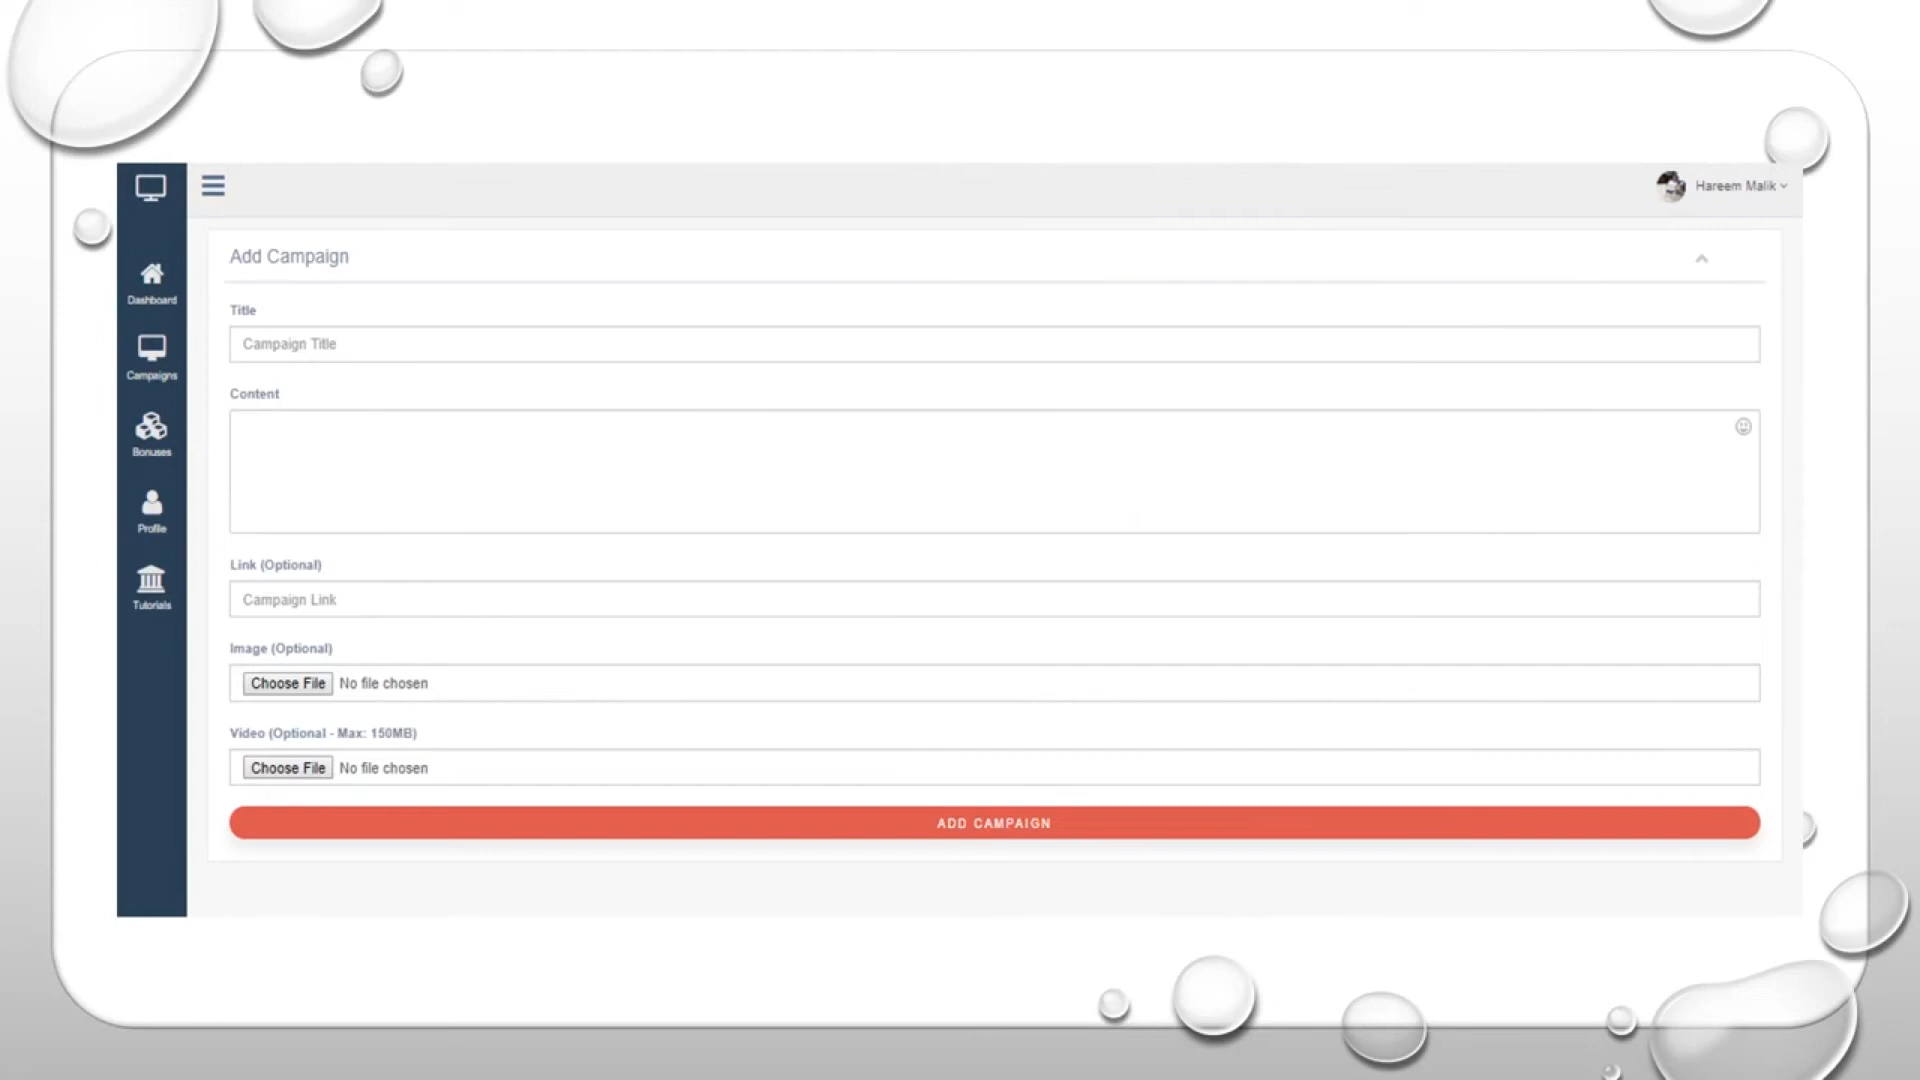 Hareem Malik
Dashboard
Campaigns
Bonuses
Profile
Tutorials
Add Campaign
Title
Campaign Title
Content
Link (Optional)
Campaign Link
Image (Optional)
Choose File No file chosen
Video (Optional - Max: 150MB)
Choose File No file chosen
ADD CAMPAIGN